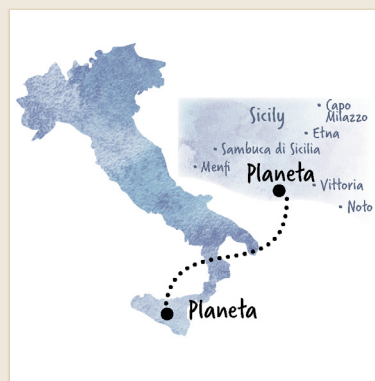 Sicily
Capo
Milazzo
Etna
Sambuca di Sicilia
Menfi
Planeta
Vittoria
Noto
Planeta